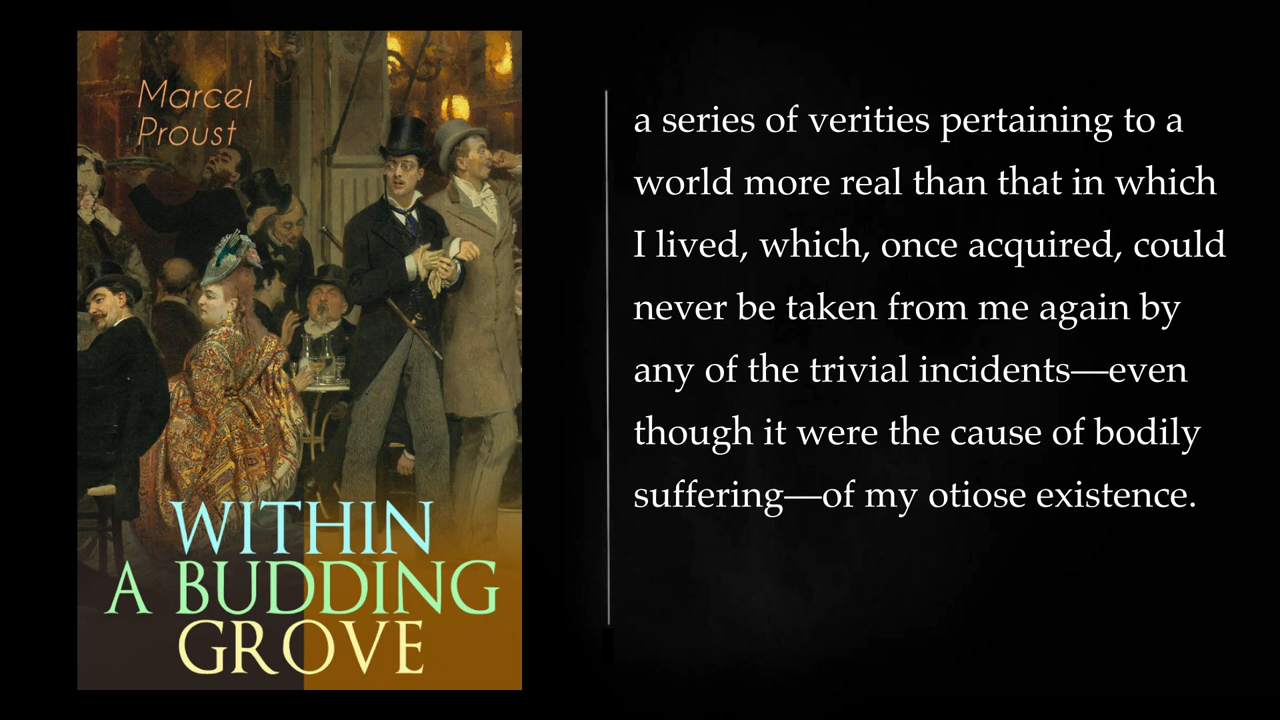 Marcel
Proust
WITHIN
A BUDDING
GROVE
a series of verities pertaining to a
world more real than that in which
I lived, which, once acquired, could
never be taken from me again by
any of the trivial incidents—even
though it were the cause of bodily
suffering—of my otiose existence.